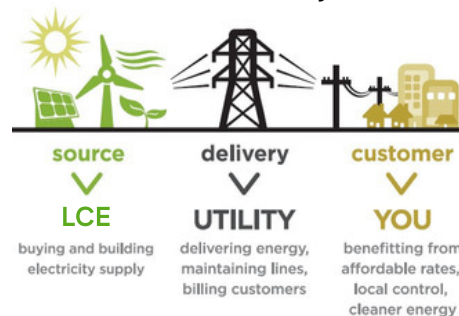 source
LCE
buying and building
electricity supply
delivery
UTILITY
delivering energy,
maintaining lines,
billing customers
customer
YOU
benefitting from
affordable rates,
local control,
cleaner energy